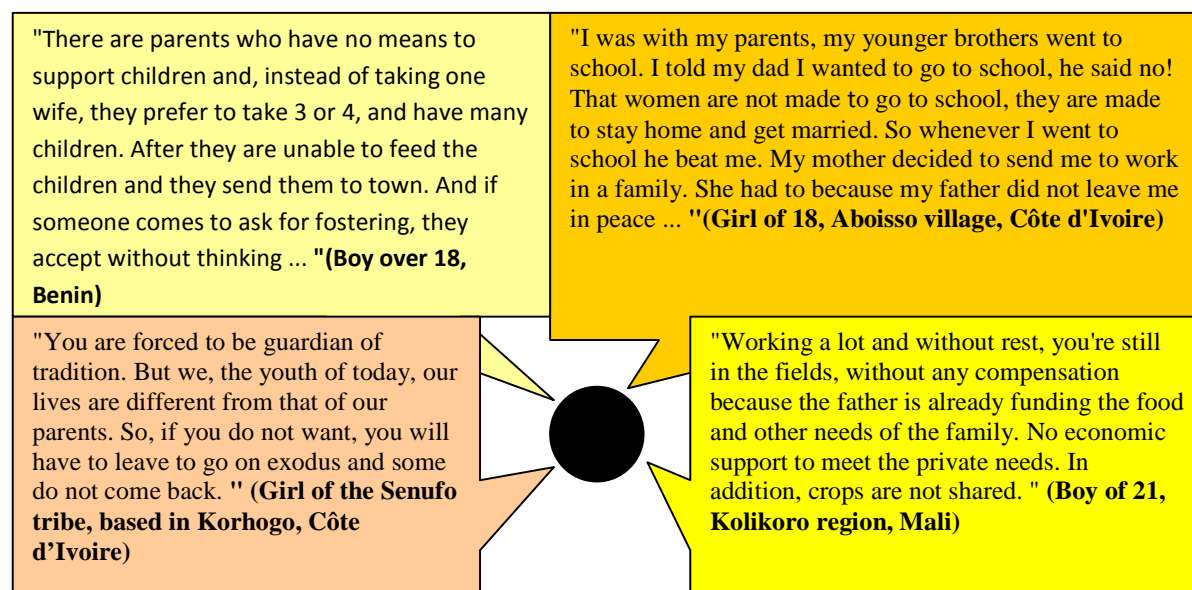 "There are parents who have no means to
support children and, instead of taking one
wife, they prefer to take 3 or 4, and have many
children. After they are unable to feed the
children and they send them to town. And if
someone comes to ask for fostering, they
accept without thinking ... "(Boy over 18,
Benin)
"I was with my parents, my younger brothers went to
school. I told my dad I wanted to go to school, he said no!
That women are not made to go to school, they are made
to stay home and get married. So whenever I went to
school he beat me. My mother decided to send me to work
in a family. She had to because my father did not leave me
in peace ... "(Girl of 18, Aboisso village, Côte d'Ivoire)
"You are forced to be guardian of
tradition. But we, the youth of today, our
lives are different from that of our
parents. So, if you do not want, you will
have to leave to go on exodus and some
do not come back. " (Girl of the Senufo
tribe, based in Korhogo, Côte
d’Ivoire)
"Working a lot and without rest, you're still
in the fields, without any compensation
because the father is already funding the food
and other needs of the family. No economic
support to meet the private needs. In
addition, crops are not shared. " (Boy of 21,
Kolikoro region, Mali)